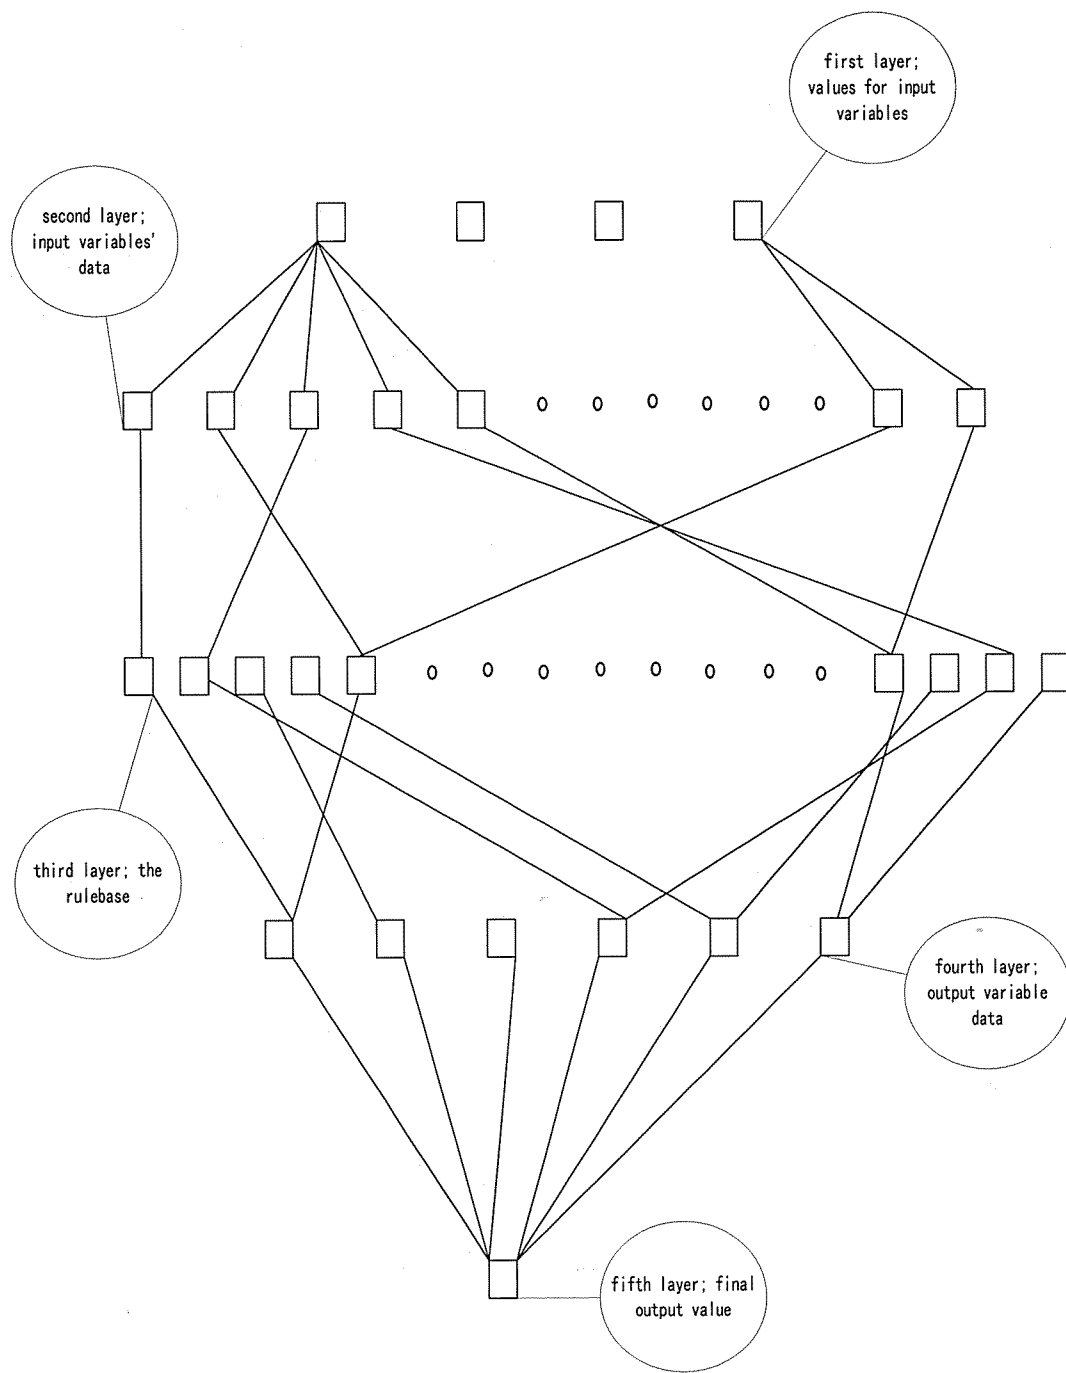 first layer;
values for input
variables
second layer;
input variables'
data
third layer; the
rulebase
fourth layer;
output variable
data
fifth layer; final
output value